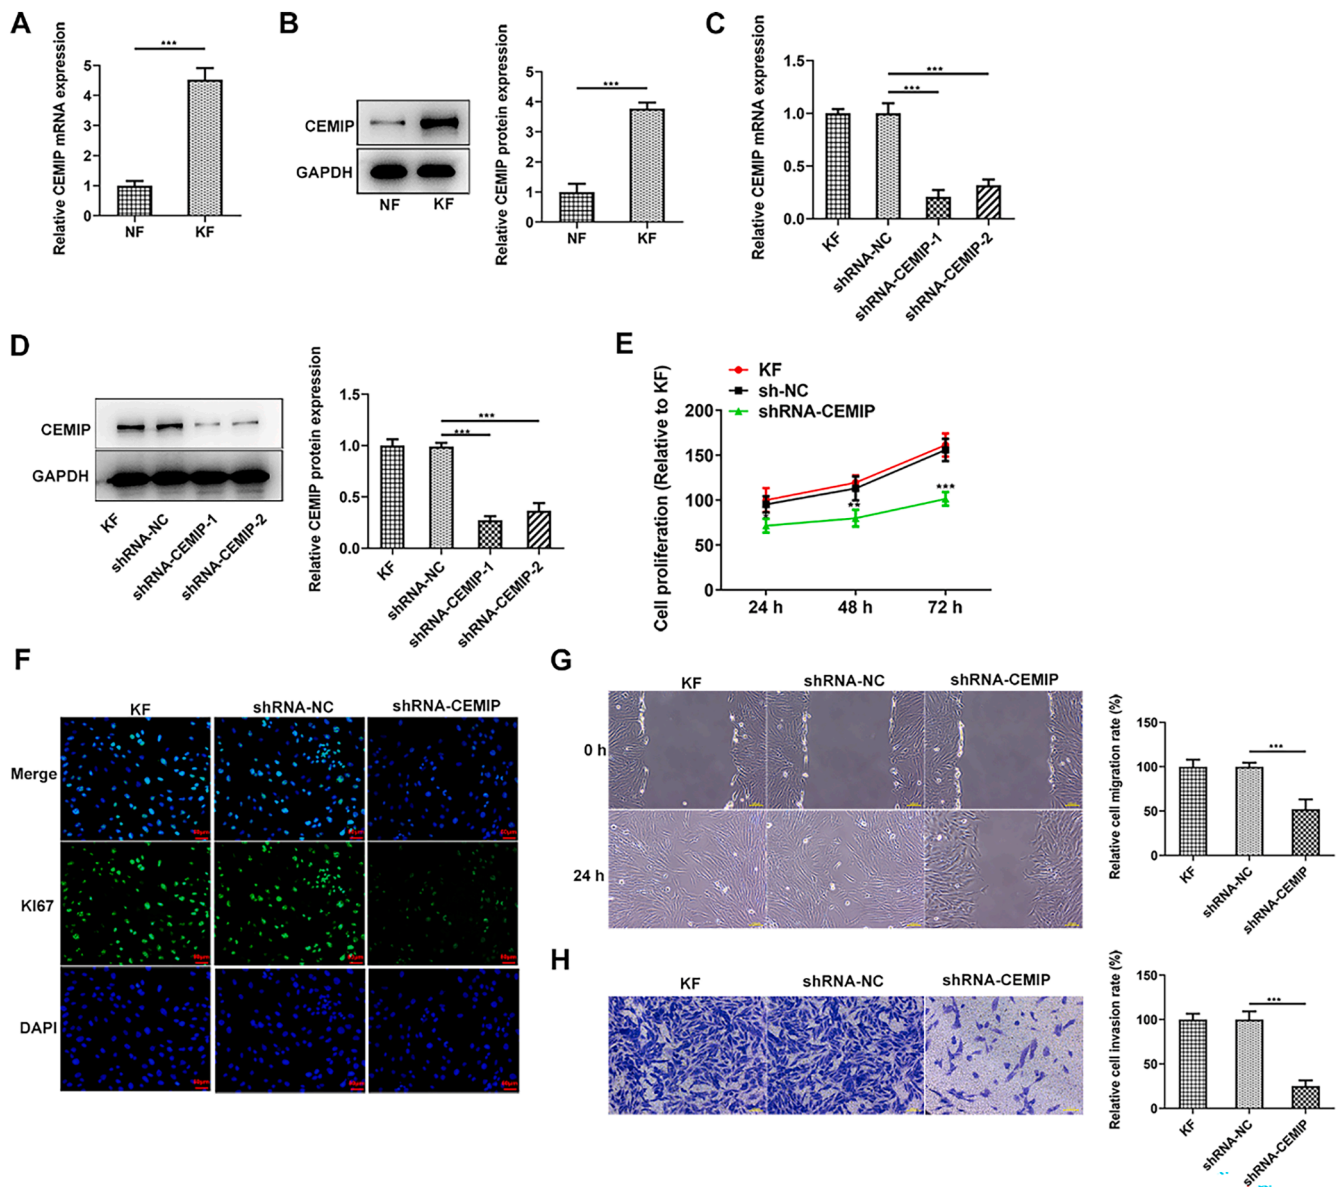 A
Relative CEMIP mRNA expression
5
4
3
2
1
0
***
NF
KF
B
CEMIP
GAPDH
NF
KF
Relative CEMIP protein expression
5
4
3
2
1
0
***
NF
KF
C
Relative CEMIP mRNA expression
1.5
1.0
0.5
0.0
***
***
KF
shRNA-NC
shRNA-CEMIP-1
shRNA-CEMIP-2
D
CEMIP
GAPDH
KF
shRNA-NC
shRNA-CEMIP-1
shRNA-CEMIP-2
Relative CEMIP protein expression
1.5
1.0
0.5
0.0
***
***
KF
shRNA-NC
shRNA-CEMIP-1
shRNA-CEMIP-2
E
KF
sh-NC
shRNA-CEMIP
Cell proliferation (Relative to KF)
200
150
100
50
0
*
**
***
24 h
48 h
72 h
F
KF
shRNA-NC
shRNA-CEMIP
Merge
KI67
DAPI
G
KF
shRNA-NC
shRNA-CEMIP
0 h
24 h
Relative cell migration rate (%)
150
100
50
0
***
KF
shRNA-NC
shRNA-CEMIP
H
KF
shRNA-NC
shRNA-CEMIP
Relative cell invasion rate (%)
150
100
50
0
***
KF
shRNA-NC
shRNA-CEMIP